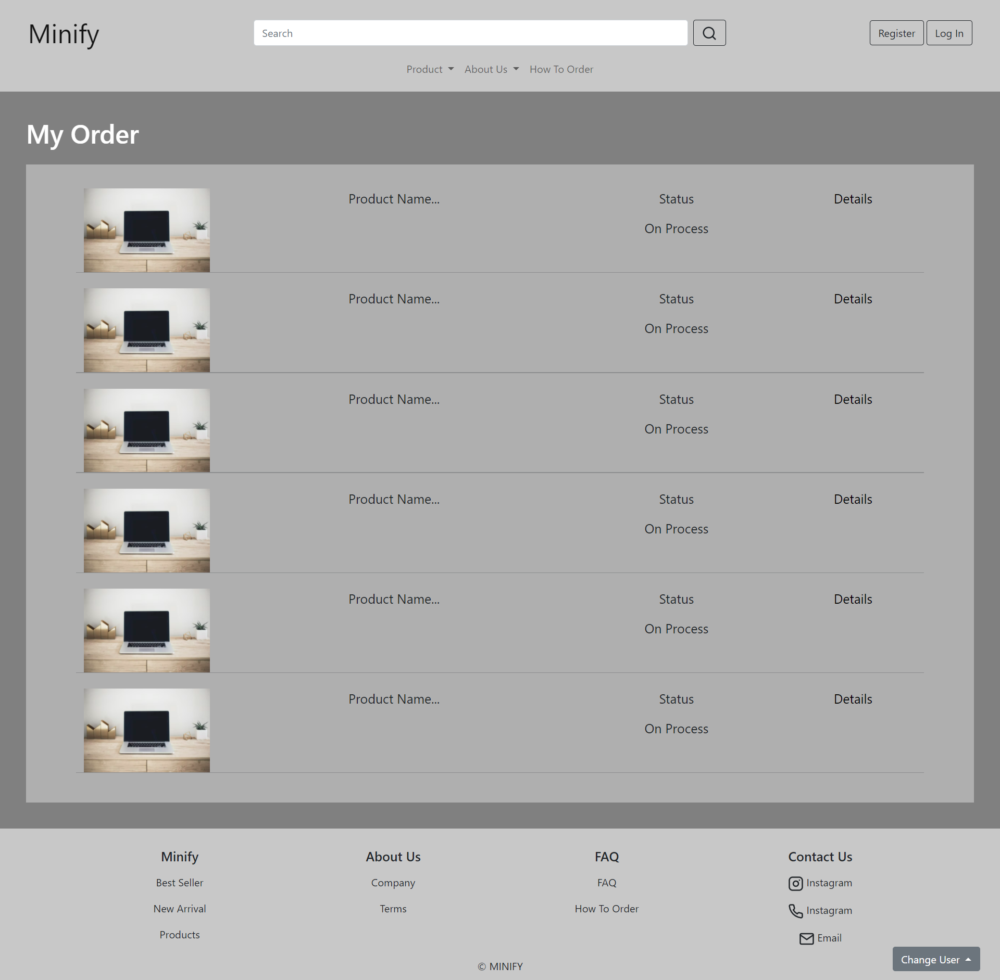 Minify
Search
Register
Log In
Product
About Us
How To Order
My Order
Product Name...
Status
Details
On Process
Product Name...
Status
Details
On Process
Product Name...
Status
Details
On Process
Product Name...
Status
Details
On Process
Product Name...
Status
Details
On Process
Product Name...
Status
Details
On Process
Minify
Best Seller
New Arrival
Products
About Us
Company
Terms
FAQ
FAQ
How To Order
Contact Us
Instagram
Instagram
Email
Change User
© MINIFY